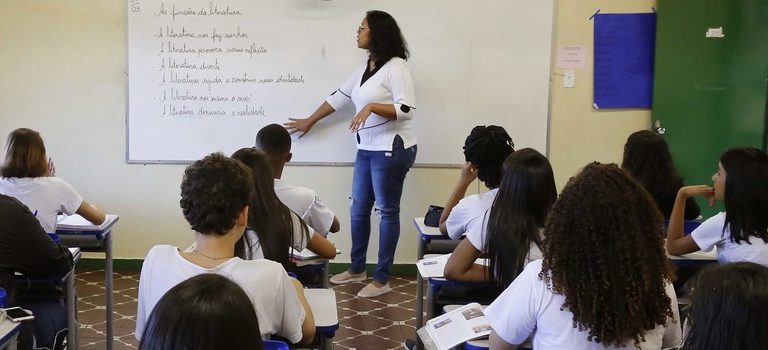 As funções da literatura
A literatura nos faz sonhar
A literatura provoca nossa reflexão
A literatura diverte
A literatura ajuda a construir nossa identidade
A literatura nos ensina a
A literatura denuncia a realidade